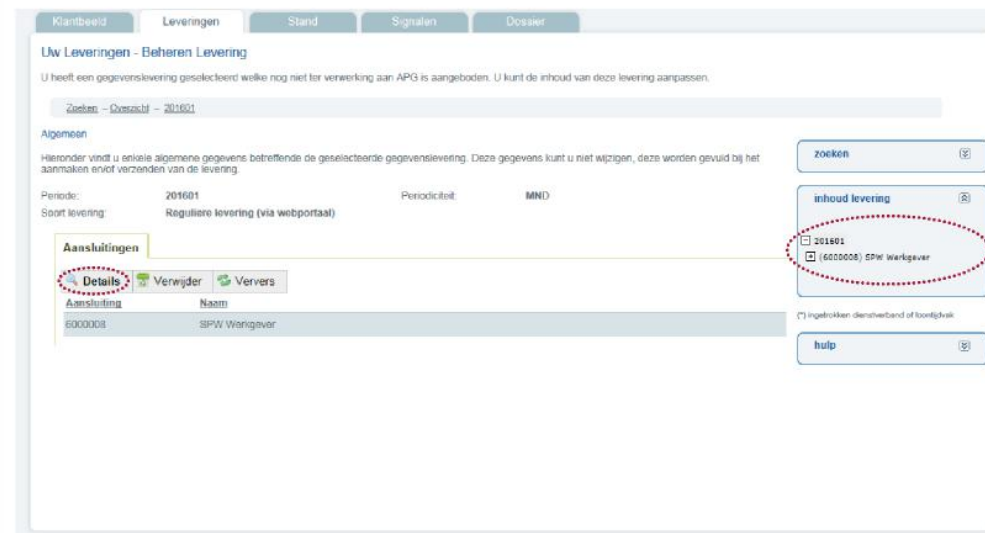 Klantbeeld
Leveringen
Stand
Signalen
Dossier
Uw Leveringen - Beheren Levering
U heeft een gegevenslevering geselecteerd welke nog niet ter verwerking aan APG is aangeboden. U kunt de inhoud van deze levering aanpassen.
Zoeken – Overzicht – 201601
Algemeen
Hieronder vindt u enkele algemene gegevens betreffende de geselecteerde gegevenslevering. Deze gegevens kunt u niet wijzigen, deze worden gevuld bij het
aanmaken en/of verzenden van de levering.
Periode: 201601 Periodiciteit: MND
Soort levering: Reguliere levering (via webportaal)
Aansluitingen
Details Verwijder Ververs
Aansluiting Naam
6000008 SPW Werkgever
zoeken
inhoud levering
201601
(6000008) SPW Werkgever
(*) ingetrokken dienstverband of loontijdvak
hulp